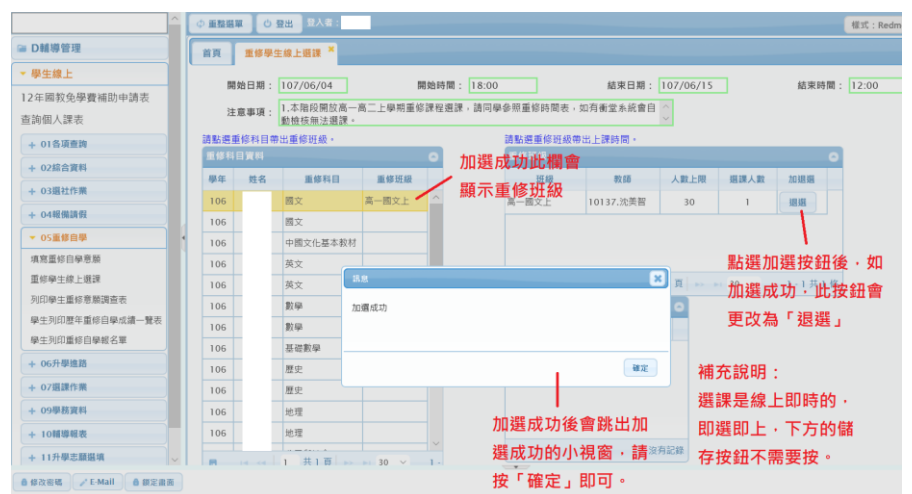 重整選單
登出
登入者：
樣式：Redm
D輔導管理
學生線上
12年國教免學費補助申請表
查詢個人課表
+ 01各項查詢
+ 02綜合資料
+ 03選社作業
+ 04報備請假
05重修自學
填寫重修自學意願
重修學生線上選課
列印學生重修意願調查表
學生列印歷年重修自學成績一覽表
學生列印重修自學報名單
+ 06升學進路
+ 07選課作業
+ 09學務資料
+ 10輔導報表
+ 11升學志願選填
修改密碼
E-Mail
鎖定畫面
首頁
重修學生線上選課
開始日期：107/06/04 開始時間：18:00 結束日期：107/06/15 結束時間：12:00
注意事項：1.本階段開放高一高二上學期重修課程選課，請同學參照重修時間表，如有衝堂系統會自
動檢核無法選課。
請點選重修科目帶出重修班級。
重修科目資料
學年 姓名 重修科目 重修班級
106 國文 高一國文上
106 國文
106 中國文化基本教材
106 英文
106 英文
106 數學
106 數學
106 基礎數學
106 歷史
106 歷史
106 地理
106 地理
1 共1頁 30
請點選重修班級帶出上課時間。
班級 教師 人數上限 選課人數 加退選
高一國文上 10137.沈美智 30 1 退選
沒有記錄
訊息
加選成功
確定
加選成功此欄會
顯示重修班級
點選加選按鈕後，如
加選成功，此按鈕會
更改為「退選」
加選成功後會跳出加
選成功的小視窗，請
按「確定」即可。
補充說明：
選課是線上即時的，
即選即上，下方的儲
存按鈕不需要按。